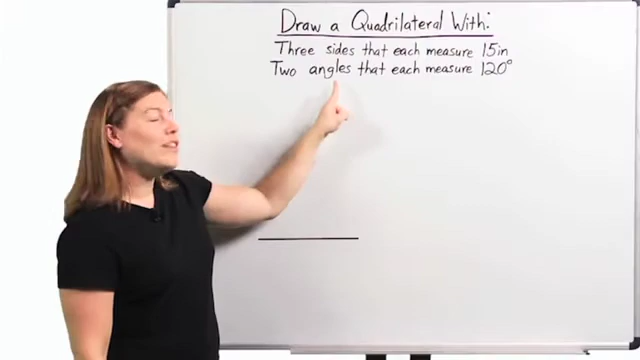 Draw a Quadrilateral With:
Three sides that each measure 15in
Two angles that each measure 120°